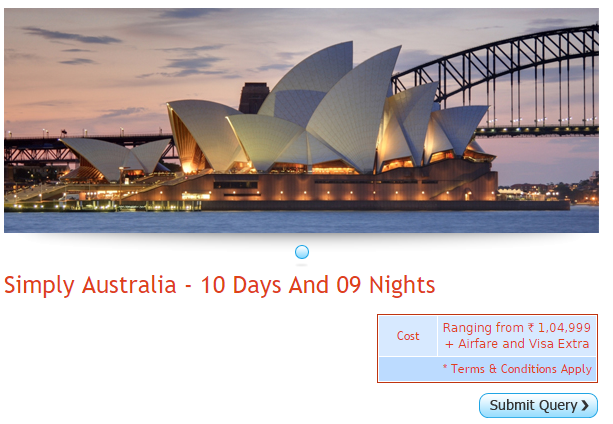 Simply Australia - 10 Days And 09 Nights
Cost
Ranging from ₹ 1,04,999
+ Airfare and Visa Extra
* Terms & Conditions Apply
Submit Query ❯